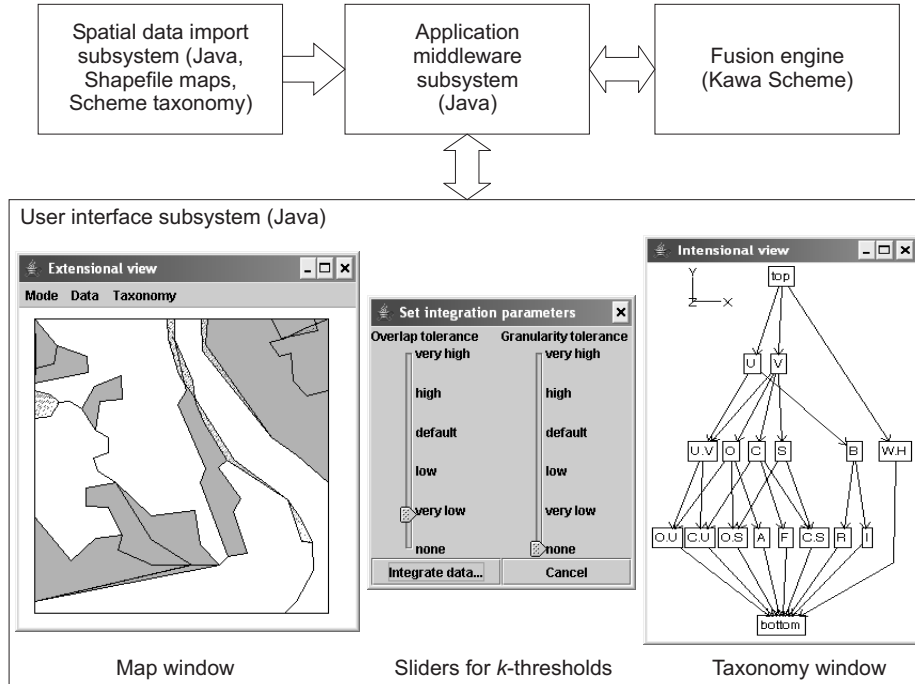 Spatial data import
subsystem (Java,
Shapefile maps,
Scheme taxonomy)
Application
middleware
subsystem
(Java)
Fusion engine
(Kawa Scheme)
User interface subsystem (Java)
Extensional view
Mode Data Taxonomy
Set integration parameters
Overlap tolerance Granularity tolerance
very high very high
high high
default default
low low
very low very low
none none
Integrate data... Cancel
Intensional view
Y
Z X
top
U V
U.V O C S B W.H
O.U C.U O.S A F C.S R I
bottom
Map window
Sliders for k-thresholds
Taxonomy window